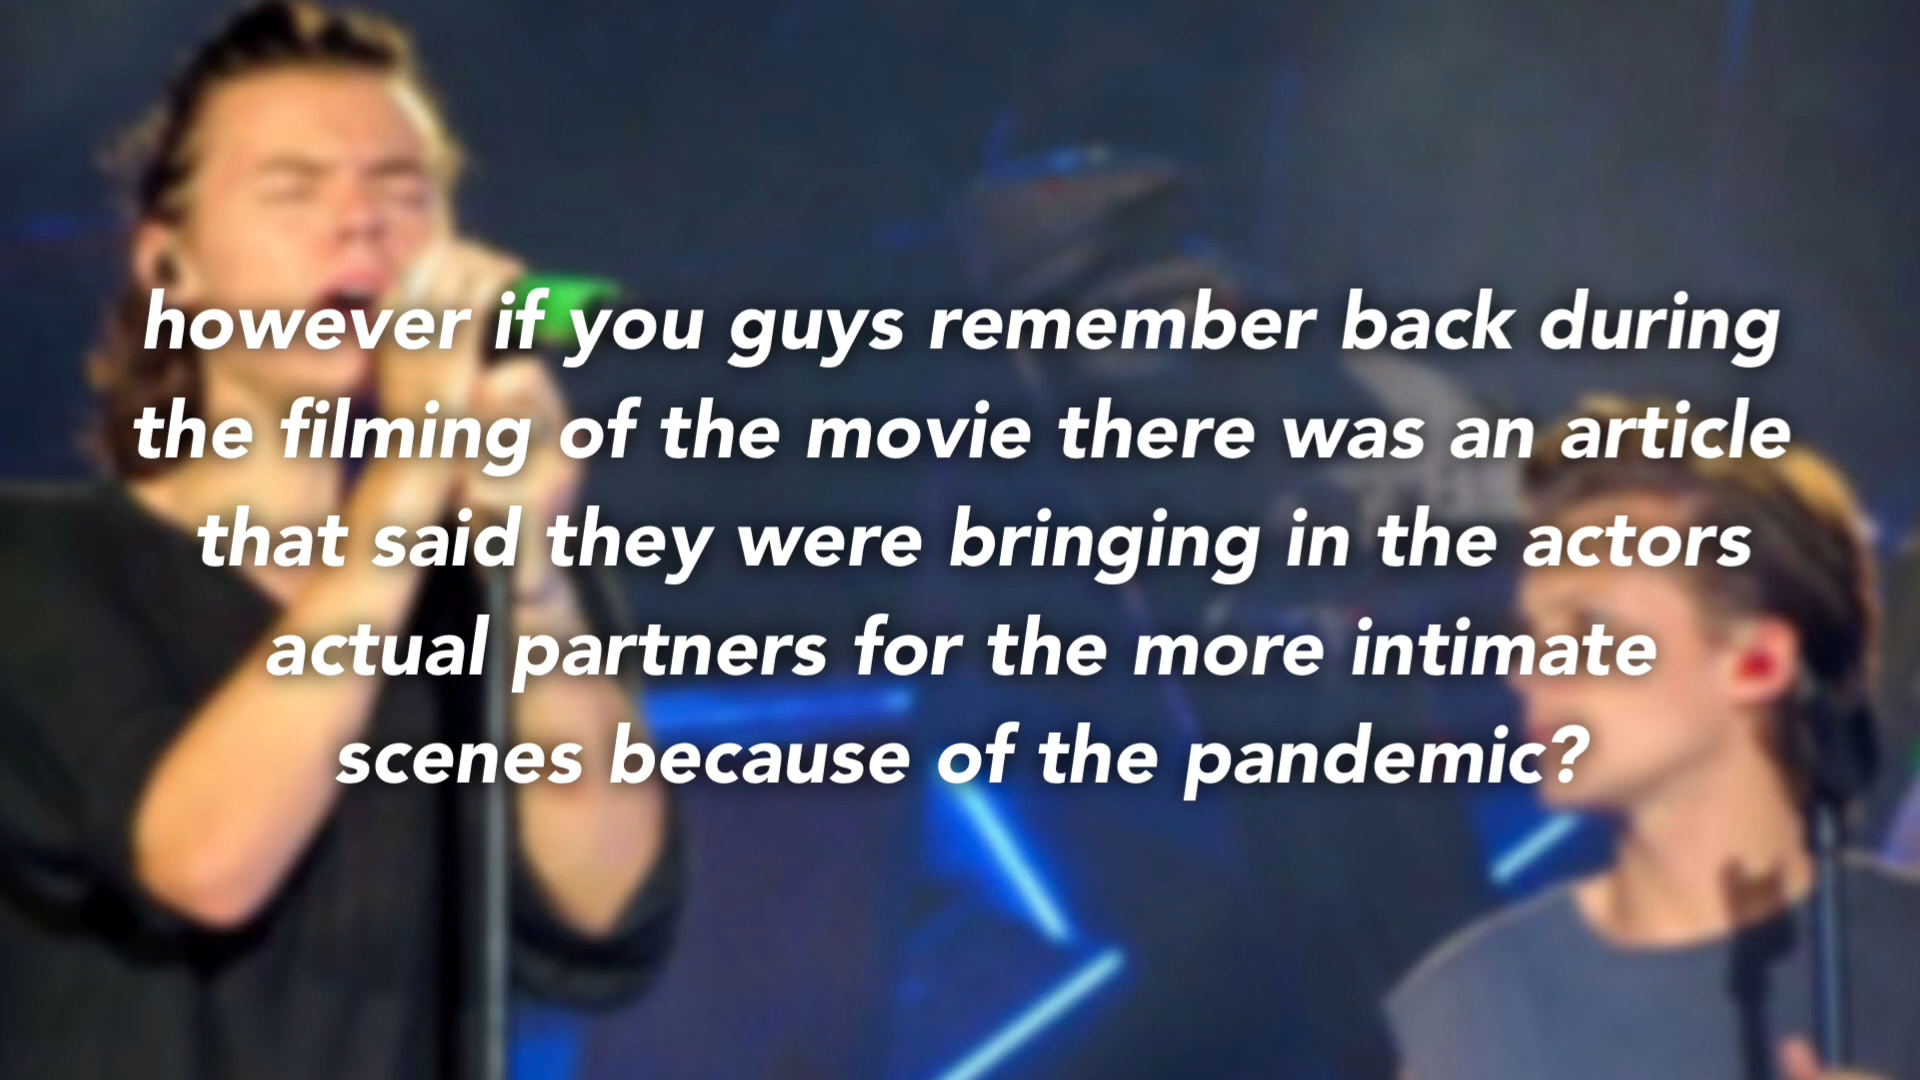 however if you guys remember back during
the filming of the movie there was an article
that said they were bringing in the actors
actual partners for the more intimate
scenes because of the pandemic?